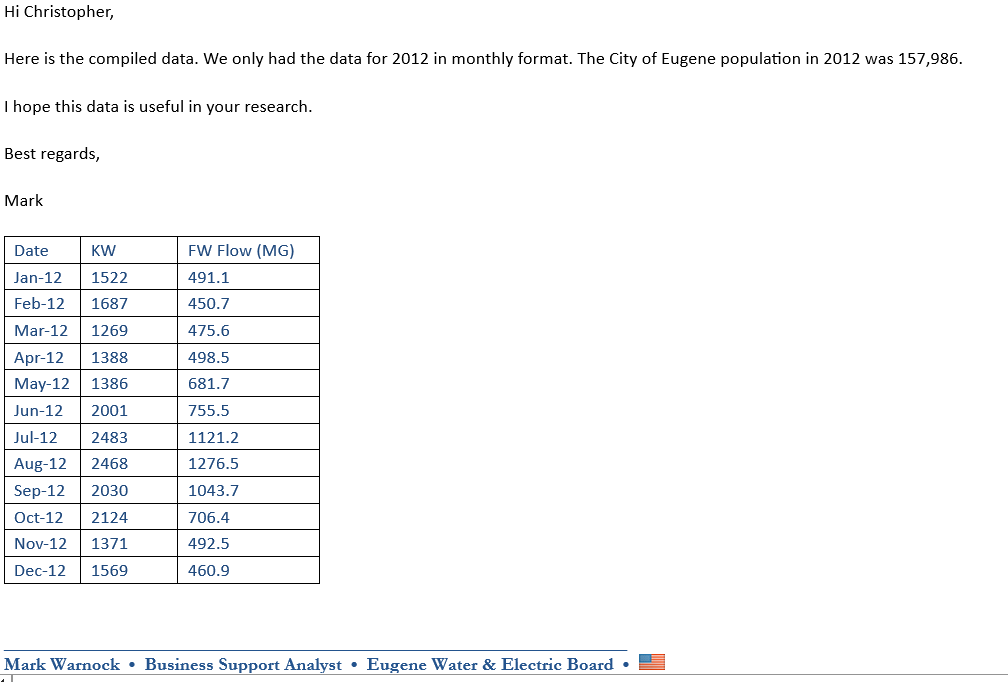 Hi Christopher,
Here is the compiled data. We only had the data for 2012 in monthly format. The City of Eugene population in 2012 was 157,986.
I hope this data is useful in your research.
Best regards,
Mark
Date KW FW Flow (MG)
Jan-12 1522 491.1
Feb-12 1687 450.7
Mar-12 1269 475.6
Apr-12 1388 498.5
May-12 1386 681.7
Jun-12 2001 755.5
Jul-12 2483 1121.2
Aug-12 2468 1276.5
Sep-12 2030 1043.7
Oct-12 2124 706.4
Nov-12 1371 492.5
Dec-12 1569 460.9
Mark Warnock • Business Support Analyst • Eugene Water & Electric Board •